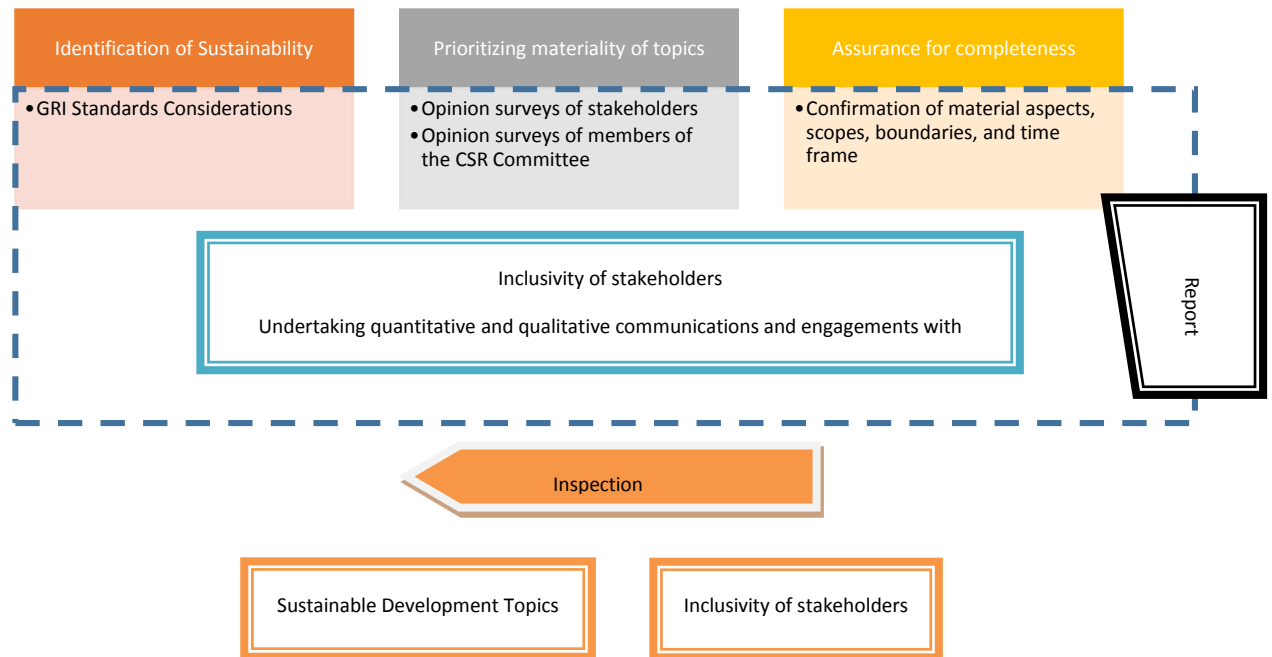 Identification of Sustainability
Prioritizing materiality of topics
Assurance for completeness
•GRI Standards Considerations
•Opinion surveys of stakeholders
•Opinion surveys of members of
the CSR Committee
•Confirmation of material aspects,
scopes, boundaries, and time
frame
Inclusivity of stakeholders
Undertaking quantitative and qualitative communications and engagements with
Report
Inspection
Sustainable Development Topics
Inclusivity of stakeholders